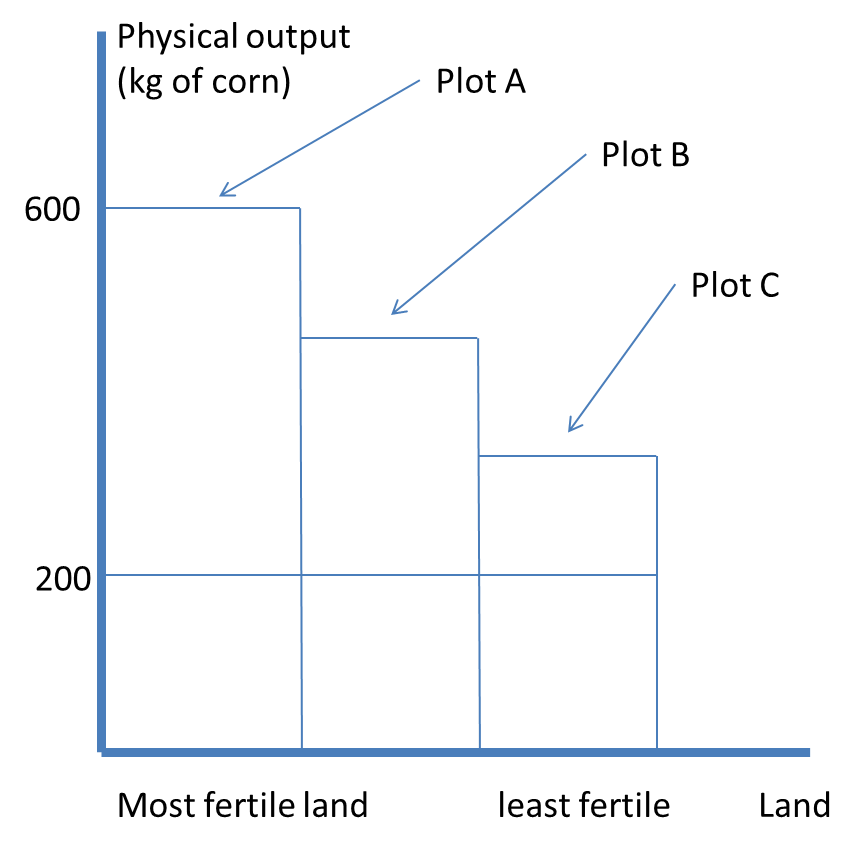 Physical output
(kg of corn)
Plot A
Plot B
600
Plot C
200
Most fertile land
least fertile
Land